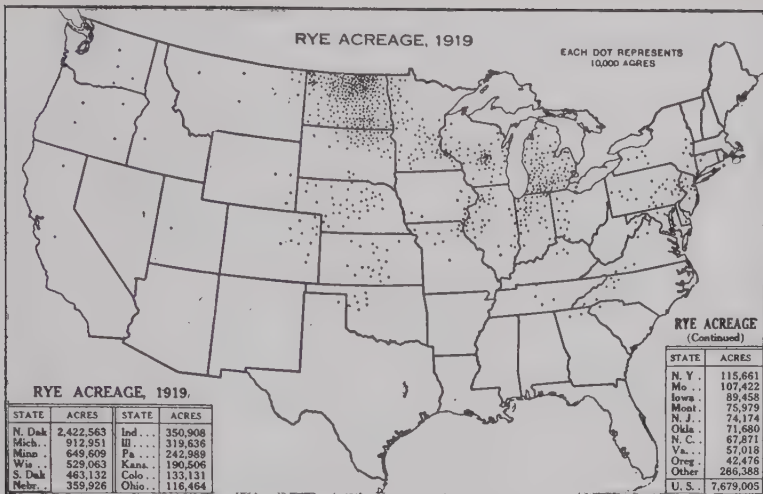 RYE ACREAGE, 1919
EACH DOT REPRESENTS
10,000 ACRES
RYE ACREAGE, 1919.
STATE ACRES STATE ACRES
N. Dak 2,422,563 Ind... 350,908
Mich.. 912,951 Ill.... 319,636
Minn. 649,609 Pa... 242,989
Wis.. 529,063 Kans.. 190,506
S. Dak 463,132 Colo.. 133,131
Nebr.. 359,926 Ohio.. 116,464
RYE ACREAGE
(Continued)
STATE ACRES
N. Y. 115,661
Mo.. 107,422
Iowa. 89,458
Mont. 75,979
N. J.. 74,174
Okla. 71,680
N. C.. 67,871
Va... 57,018
Oreg. 42,476
Other 286,388
U. S.. 7,679,005